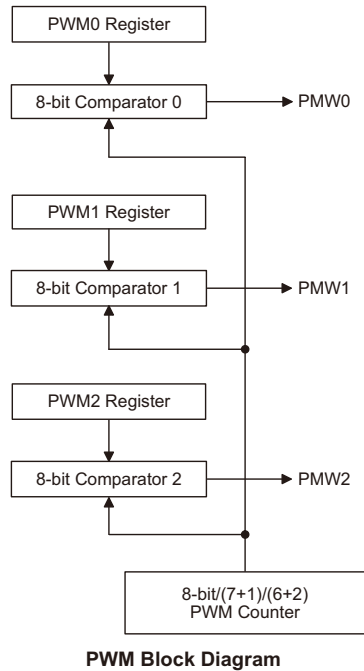 PWM0 Register
8-bit Comparator 0
PMW0
PWM1 Register
8-bit Comparator 1
PMW1
PWM2 Register
8-bit Comparator 2
PMW2
8-bit/(7+1)/(6+2)
PWM Counter
PWM Block Diagram